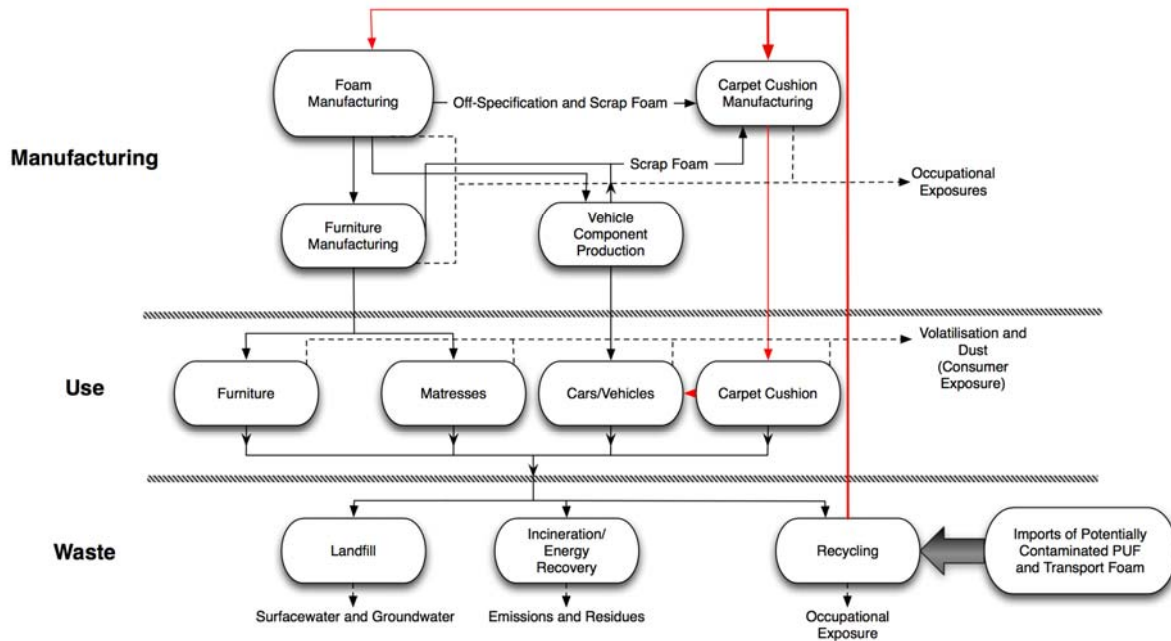 Foam
Manufacturing
Off-Specification and Scrap Foam
Carpet Cushion
Manufacturing
Manufacturing
Scrap Foam
Occupational
Exposures
Furniture
Manufacturing
Vehicle
Component
Production
Volatilisation and
Dust
(Consumer
Exposure)
Use
Furniture
Matresses
Cars/Vehicles
Carpet Cushion
Waste
Landfill
Incineration/
Energy
Recovery
Recycling
Imports of Potentially
Contaminated PUF
and Transport Foam
Surfacewater and Groundwater
Emissions and Residues
Occupational
Exposure